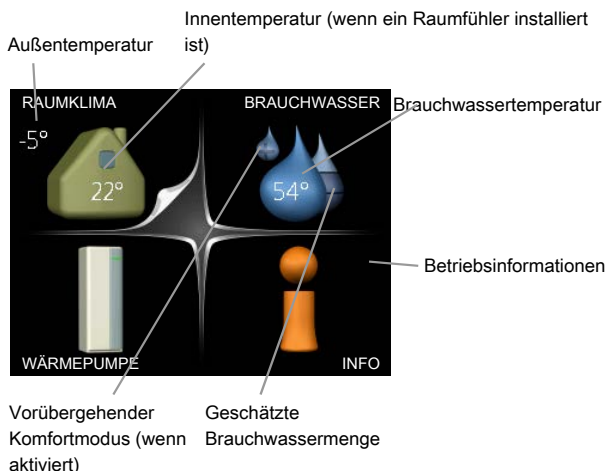 Innentemperatur (wenn ein Raumfühler installiert
ist)
Außentemperatur
RAUMKLIMA
BRAUCHWASSER
Brauchwassertemperatur
-5°
22°
54°
Betriebsinformationen
WÄRMEPUMPE
INFO
Vorübergehender
Komfortmodus (wenn
aktiviert)
Geschätzte
Brauchwassermenge